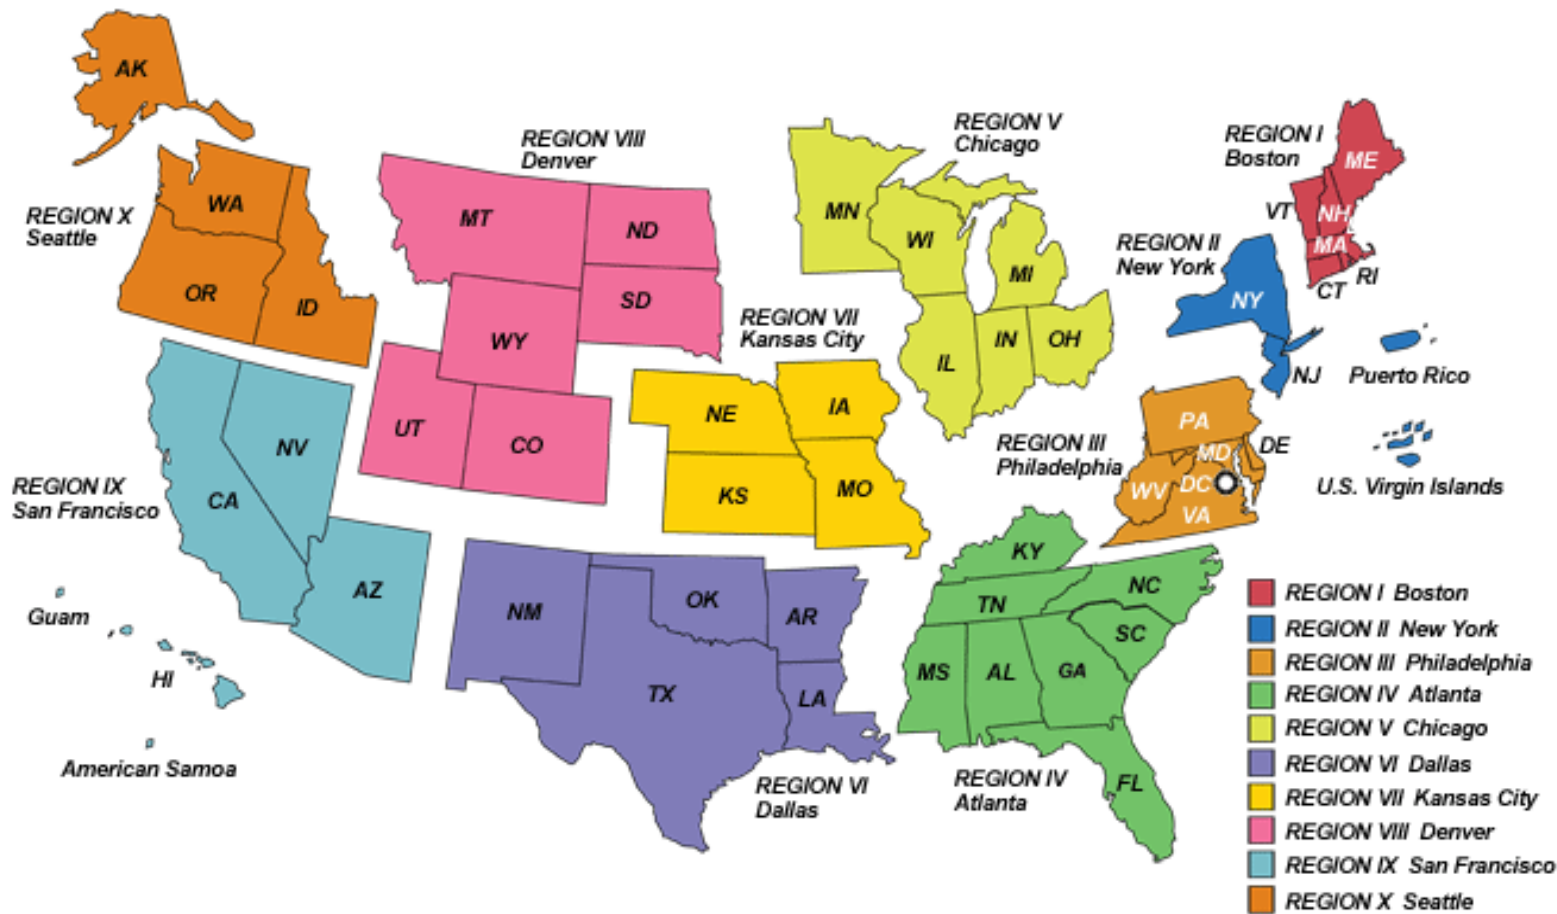 AK
REGION VIII
Denver
REGION V
Chicago
REGION I
Boston
ME
WA
MT
ND
MN
WI
VT
NH
REGION X
Seattle
MA
RI
CT
REGION II
New York
MI
OR
ID
SD
NY
WY
REGION VII
Kansas City
IL
IN
OH
NJ
Puerto Rico
UT
CO
NV
NE
IA
PA
DE
MD
REGION III
Philadelphia
WV
DC
VA
U.S. Virgin Islands
REGION IX
San Francisco
CA
KS
MO
KY
AZ
NM
OK
AR
TN
NC
SC
Guam
HI
TX
LA
MS
AL
GA
American Samoa
REGION VI
Dallas
REGION IV
Atlanta
FL
REGION I Boston
REGION II New York
REGION III Philadelphia
REGION IV Atlanta
REGION V Chicago
REGION VI Dallas
REGION VII Kansas City
REGION VIII Denver
REGION IX San Francisco
REGION X Seattle